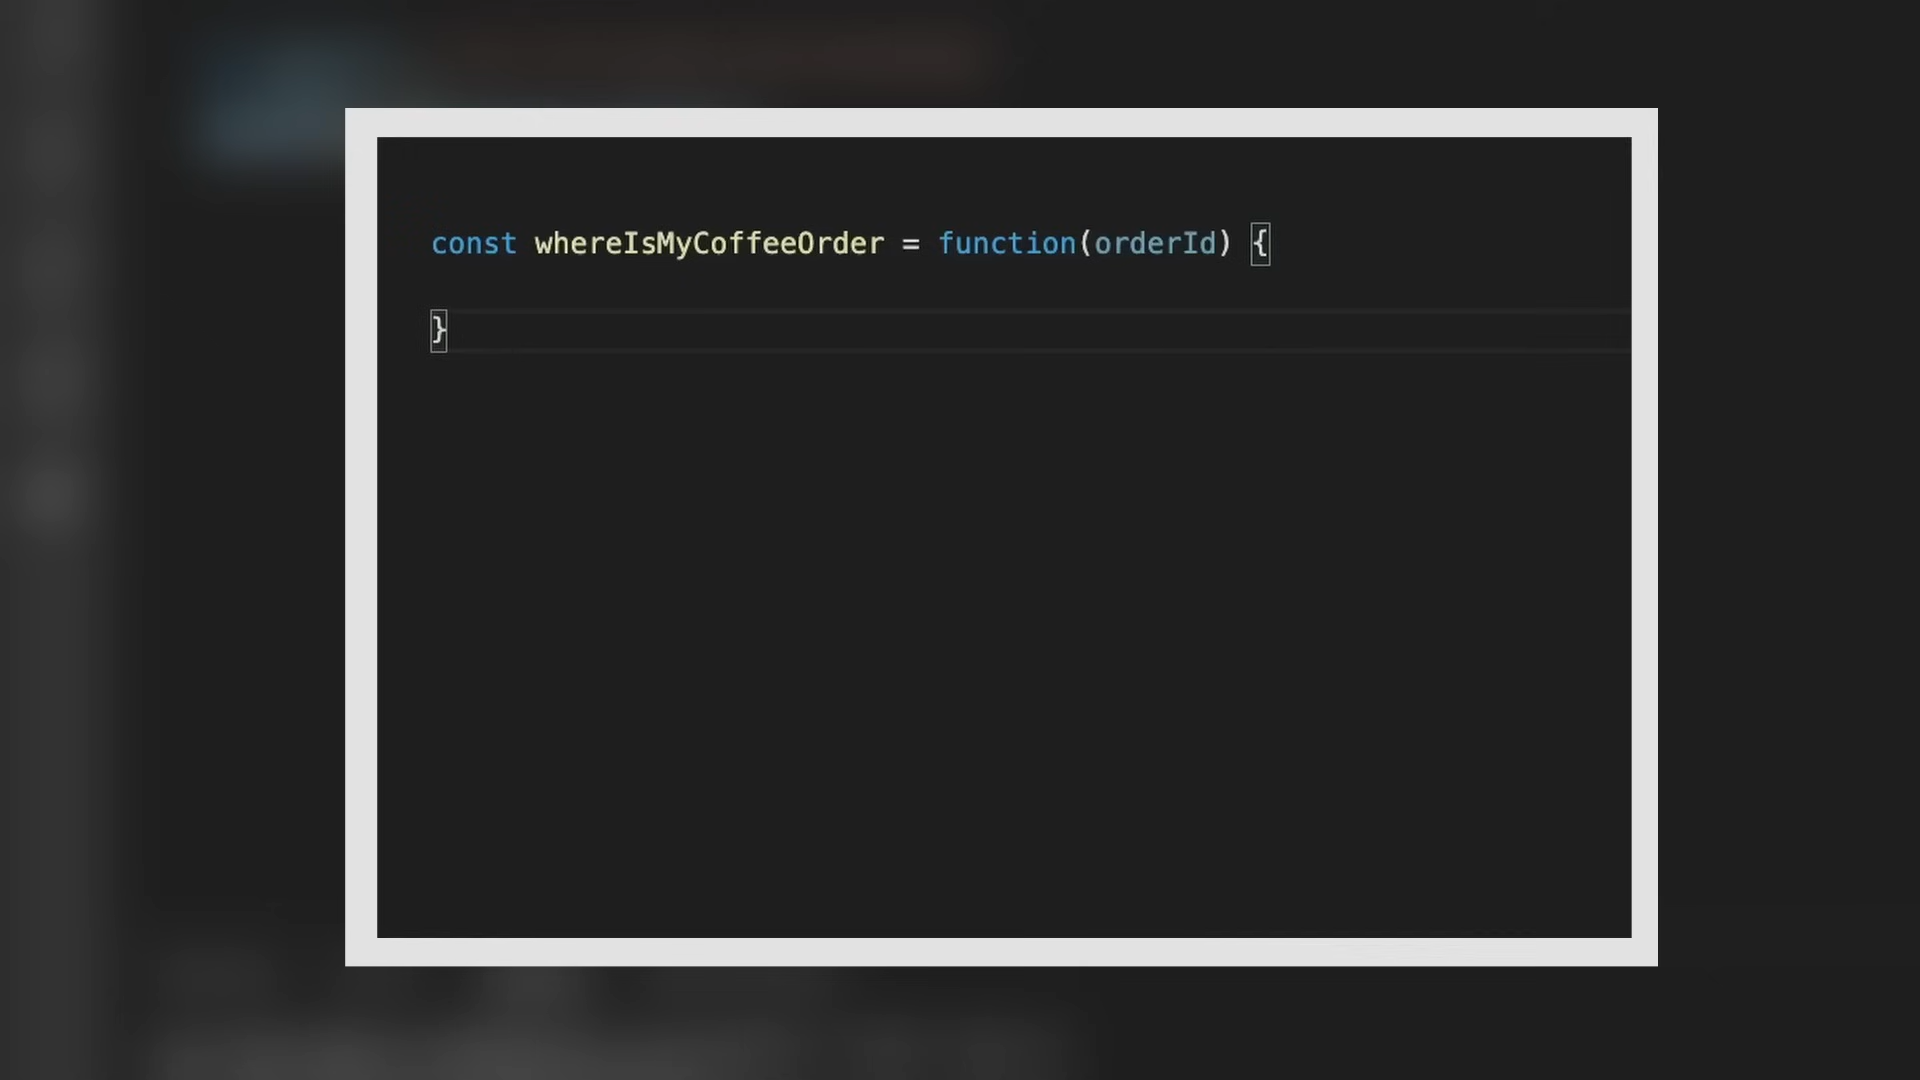 const whereIsMyCoffeeOrder = function(orderId) {
}